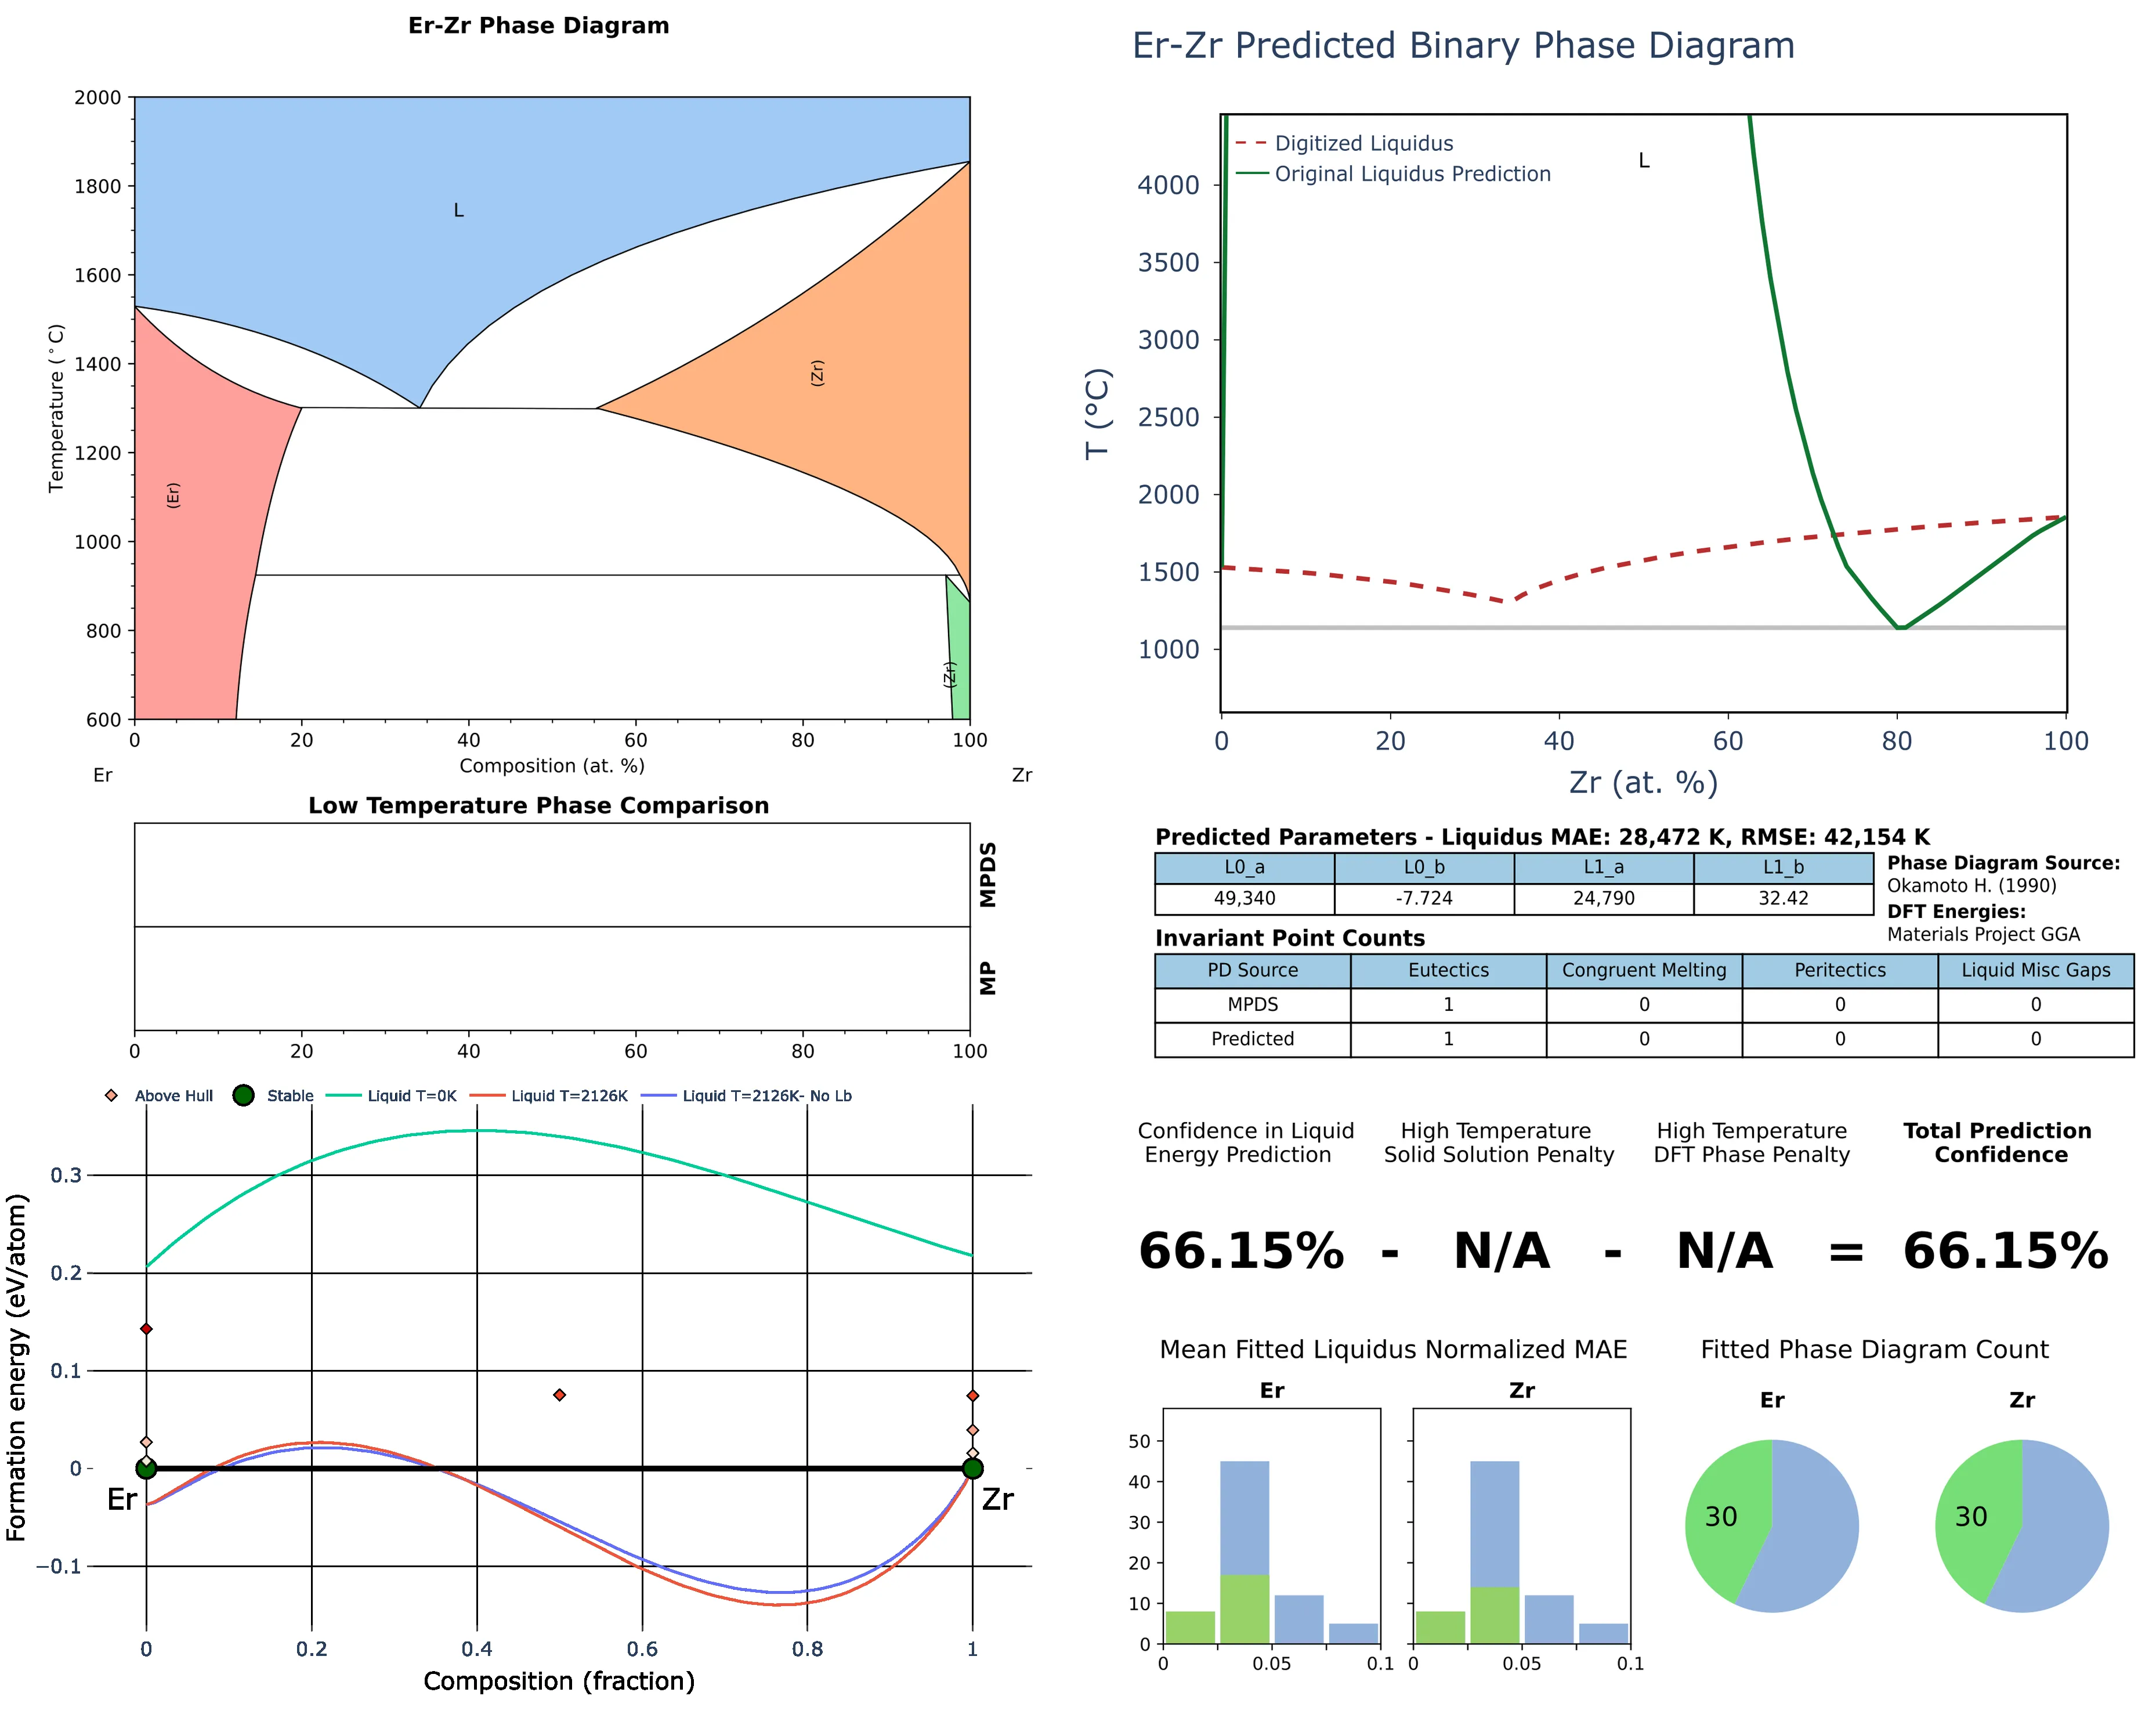 Er-Zr Phase Diagram
2000
1800
1600
1400
1200
1000
800
600
Temperature (°C)
L
(Er)
(Zr)
(Zr)
0 20 40 60 80 100
Composition (at. %)
Er Zr
Er-Zr Predicted Binary Phase Diagram
Digitized Liquidus
Original Liquidus Prediction
L
4000
3500
3000
2500
2000
1500
1000
T (°C)
0 20 40 60 80 100
Zr (at. %)
Low Temperature Phase Comparison
MPDS
MP
0 20 40 60 80 100
Predicted Parameters - Liquidus MAE: 28,472 K, RMSE: 42,154 K
L0_a L0_b L1_a L1_b
49,340 -7.724 24,790 32.42
Phase Diagram Source:
Okamoto H. (1990)
DFT Energies:
Materials Project GGA
Invariant Point Counts
PD Source Eutectics Congruent Melting Peritectics Liquid Misc Gaps
MPDS 1 0 0 0
Predicted 1 0 0 0
Above Hull Stable Liquid T=0K Liquid T=2126K Liquid T=2126K- No Lb
0.3
0.2
0.1
0
−0.1
Formation energy (eV/atom)
Er Zr
0 0.2 0.4 0.6 0.8 1
Composition (fraction)
Confidence in Liquid
Energy Prediction
High Temperature
Solid Solution Penalty
High Temperature
DFT Phase Penalty
Total Prediction
Confidence
66.15% - N/A - N/A = 66.15%
Mean Fitted Liquidus Normalized MAE
Er Zr
50
40
30
20
10
0
0 0.05 0.1 0 0.05 0.1
Fitted Phase Diagram Count
Er Zr
30 30